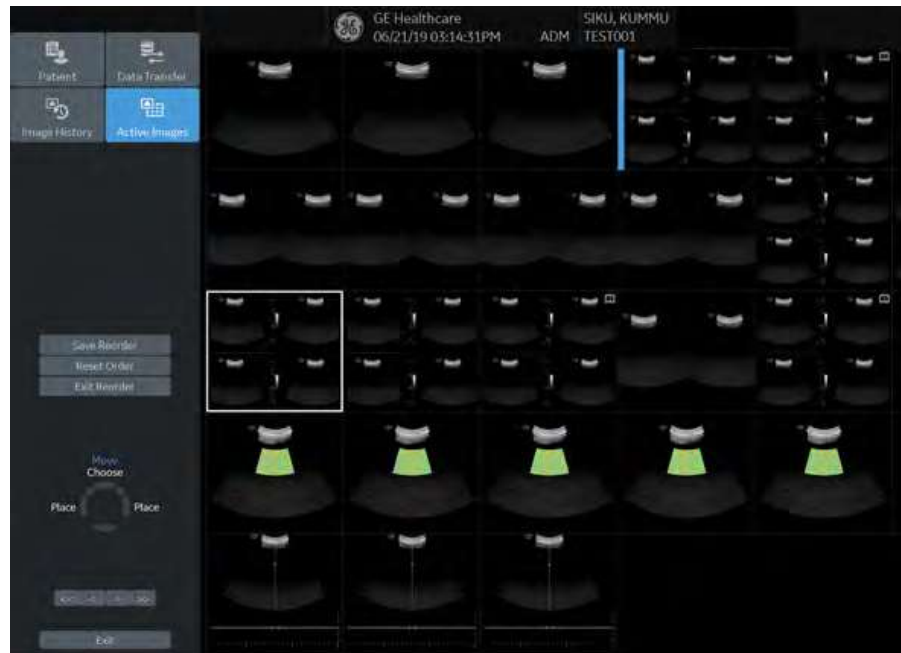 GE Healthcare
06/21/19 03:14:31PM ADM
SIKU, KUMMU
TEST001
Patient
Data Transfer
Image History
Active Images
Save Reorder
Reset Order
Exit Reorder
Move
Choose
Place
Place
<< < > >>
Exit